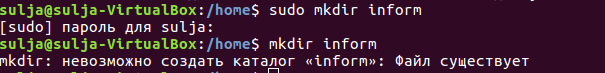 sulja@sulja-VirtualBox:/home$ sudo mkdir inform
[sudo] пароль для sulja:
sulja@sulja-VirtualBox:/home$ mkdir inform
mkdir: невозможно создать каталог «inform»: Файл существует